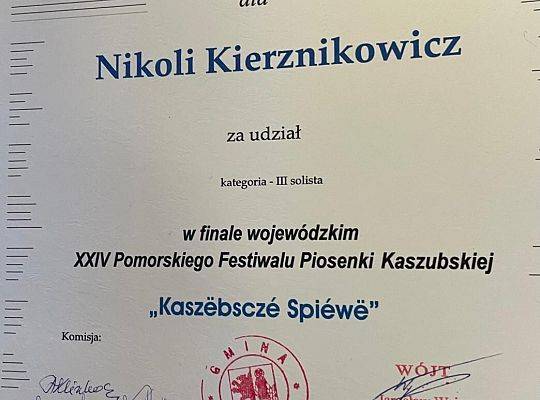 dla
Nikoli Kierznikowicz
za udział
kategoria - III solista
w finale wojewódzkim
XXIV Pomorskiego Festiwalu Piosenki Kaszubskiej
„Kaszëbsczé Spiéwë”
Komisja:
GMINA
WÓJT